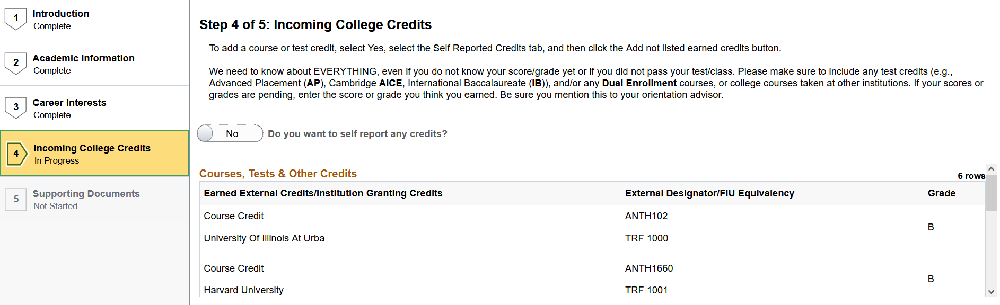 1
Introduction
Complete
2
Academic Information
Complete
3
Career Interests
Complete
4
Incoming College Credits
In Progress
5
Supporting Documents
Not Started
Step 4 of 5: Incoming College Credits
To add a course or test credit, select Yes, select the Self Reported Credits tab, and then click the Add not listed earned credits button.
We need to know about EVERYTHING, even if you do not know your score/grade yet or if you did not pass your test/class. Please make sure to include any test credits (e.g.,
Advanced Placement (AP), Cambridge AICE, International Baccalaureate (IB)), and/or any Dual Enrollment courses, or college courses taken at other institutions. If your scores or
grades are pending, enter the score or grade you think you earned. Be sure you mention this to your orientation advisor.
No Do you want to self report any credits?
Courses, Tests & Other Credits
6 rows
Earned External Credits/Institution Granting Credits External Designator/FIU Equivalency Grade
Course Credit ANTH102
B
University Of Illinois At Urba TRF 1000
Course Credit ANTH1660
B
Harvard University TRF 1001